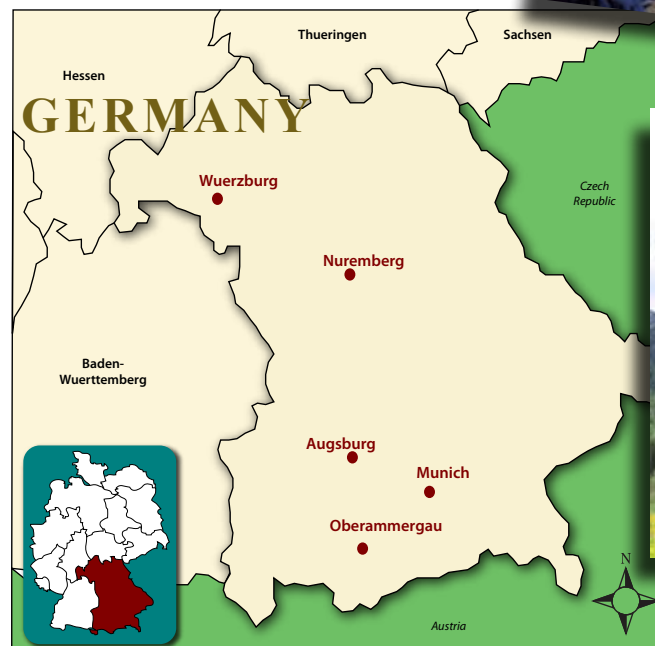 Thueringen
Sachsen
Hessen
GERMANY
Wuerzburg
Czech
Republic
Nuremberg
Baden-
Wuerttemberg
Augsburg
Munich
Oberammergau
N
Austria